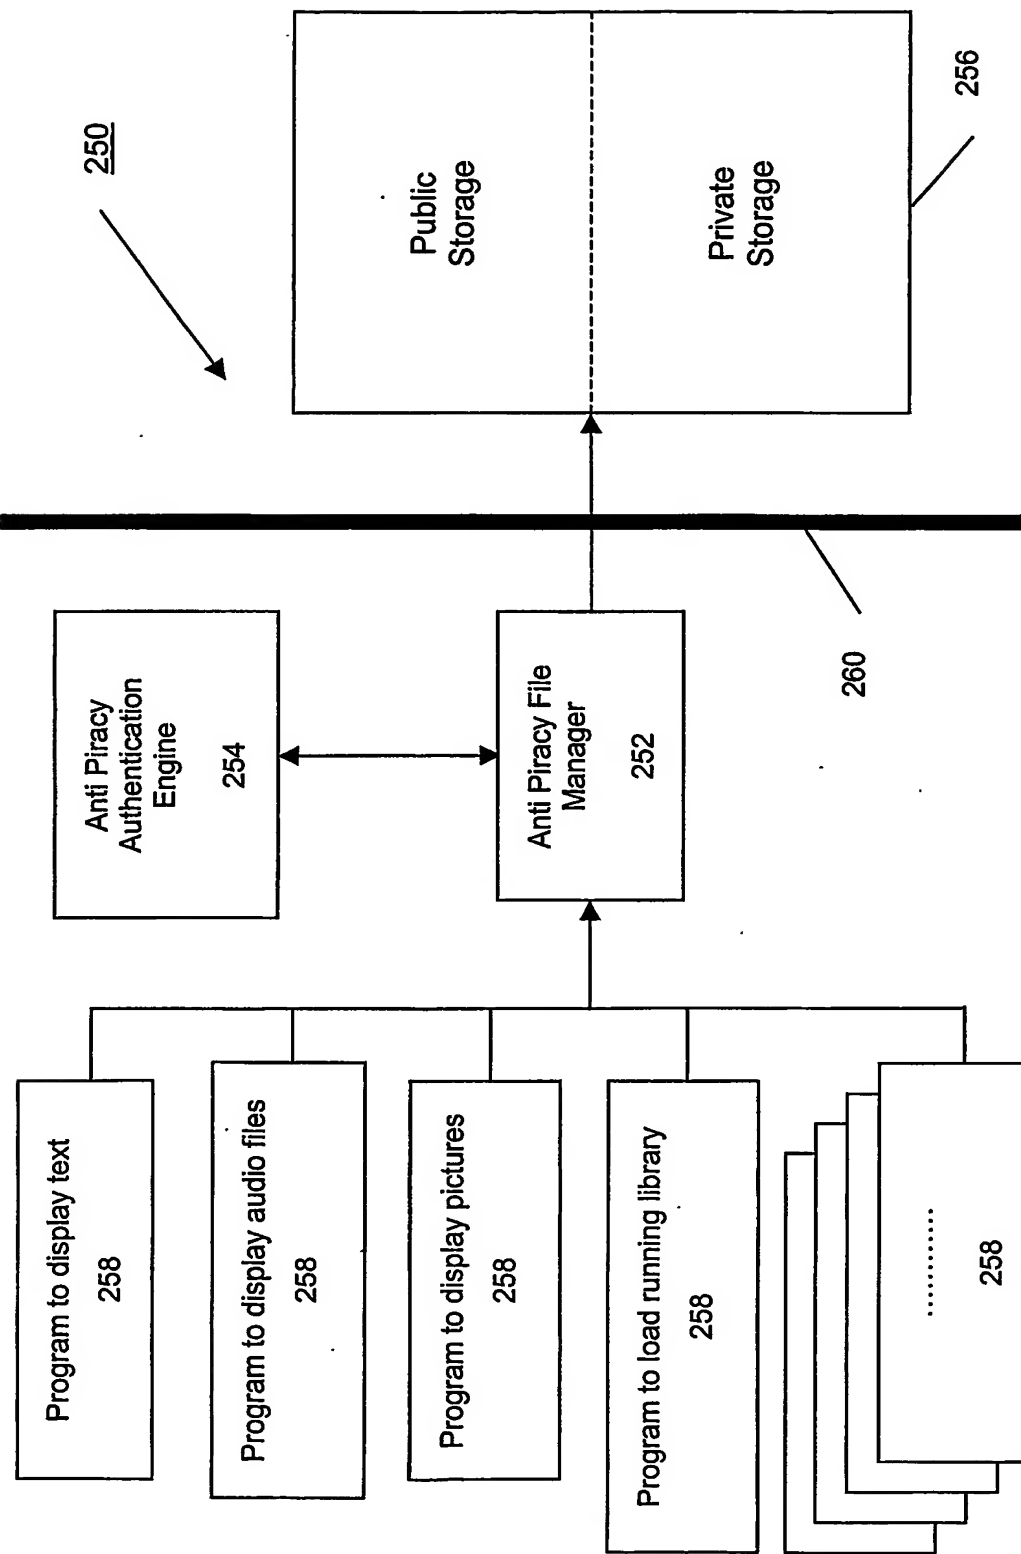 Program to display text
258
Program to display audio files
258
Program to display pictures
258
Program to load running library
258
..........
258
Anti Piracy
Authentication
Engine
254
Anti Piracy File
Manager
252
260
250
Public
Storage
Private
Storage
256